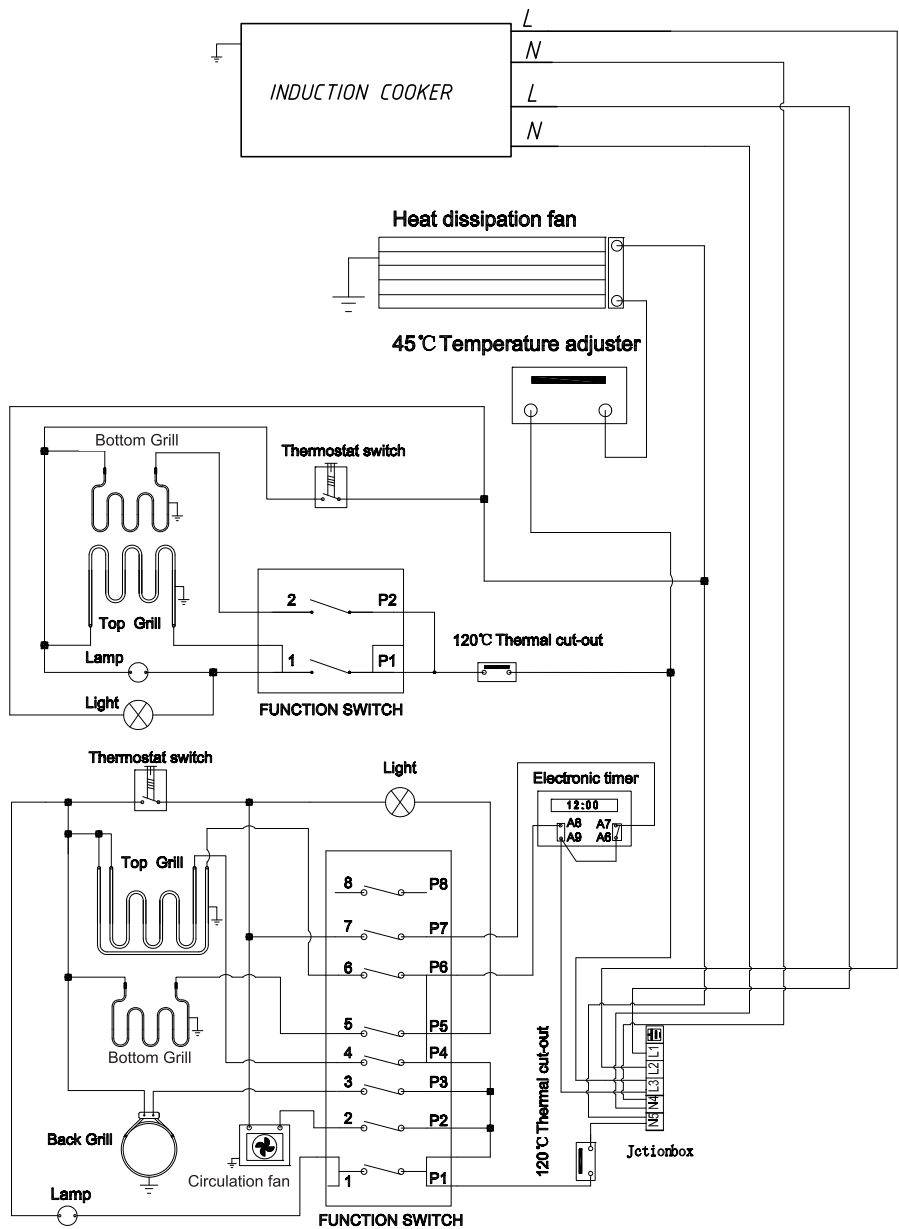 L
N
INDUCTION COOKER
L
N
Heat dissipation fan
45℃ Temperature adjuster
Bottom Grill
Thermostat switch
2 P2
Top Grill
120℃ Thermal cut-out
Lamp
1 P1
Light
FUNCTION SWITCH
Thermostat switch
Light
Electronic timer
12:00
A8 A7
A9 A6
Top Grill
8 P8
7 P7
6 P6
5 P5
Bottom Grill
4 P4
3 P3
Back Grill
2 P2
Circulation fan
1 P1
Lamp
FUNCTION SWITCH
120℃ Thermal cut-out
L1
L2
L3
N4
N5
Jctionbox